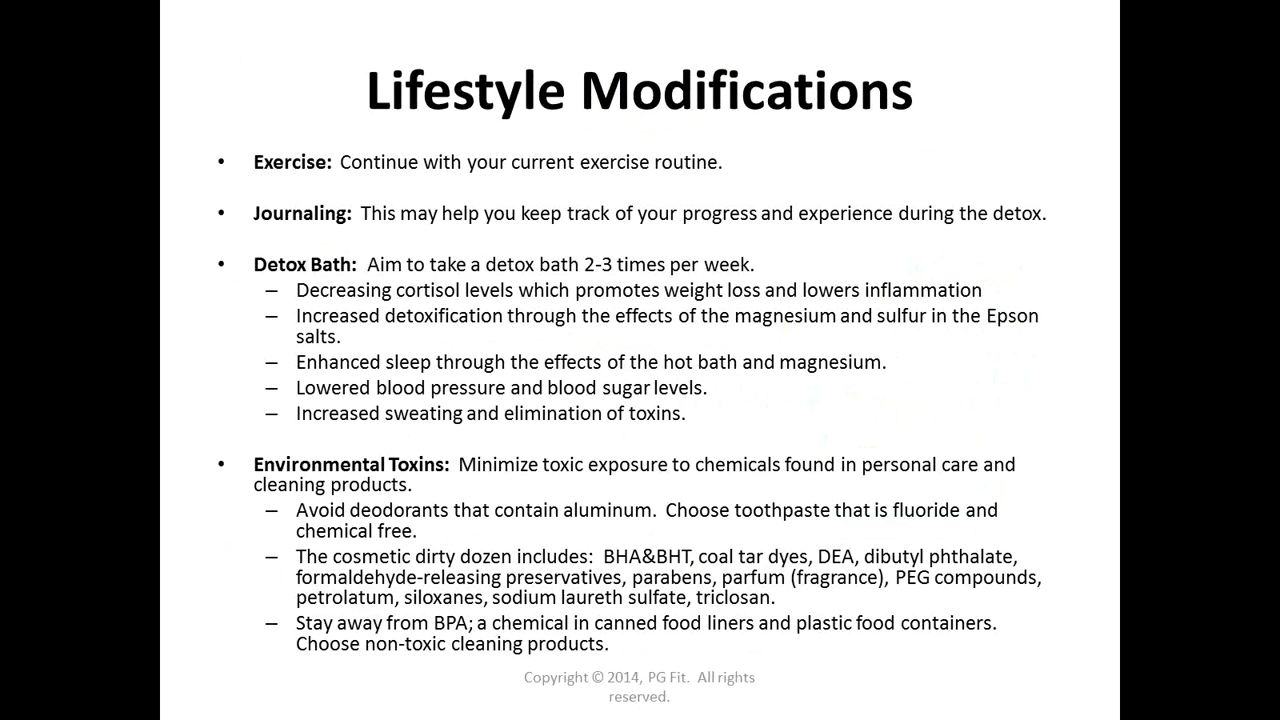 Lifestyle Modifications
• Exercise: Continue with your current exercise routine.
• Journaling: This may help you keep track of your progress and experience during the detox.
• Detox Bath: Aim to take a detox bath 2-3 times per week.
– Decreasing cortisol levels which promotes weight loss and lowers inflammation
– Increased detoxification through the effects of the magnesium and sulfur in the Epson
salts.
– Enhanced sleep through the effects of the hot bath and magnesium.
– Lowered blood pressure and blood sugar levels.
– Increased sweating and elimination of toxins.
• Environmental Toxins: Minimize toxic exposure to chemicals found in personal care and
cleaning products.
– Avoid deodorants that contain aluminum. Choose toothpaste that is fluoride and
chemical free.
– The cosmetic dirty dozen includes: BHA&BHT, coal tar dyes, DEA, dibutyl phthalate,
formaldehyde-releasing preservatives, parabens, parfum (fragrance), PEG compounds,
petrolatum, siloxanes, sodium laureth sulfate, triclosan.
– Stay away from BPA; a chemical in canned food liners and plastic food containers.
Choose non-toxic cleaning products.
Copyright © 2014, PG Fit. All rights
reserved.